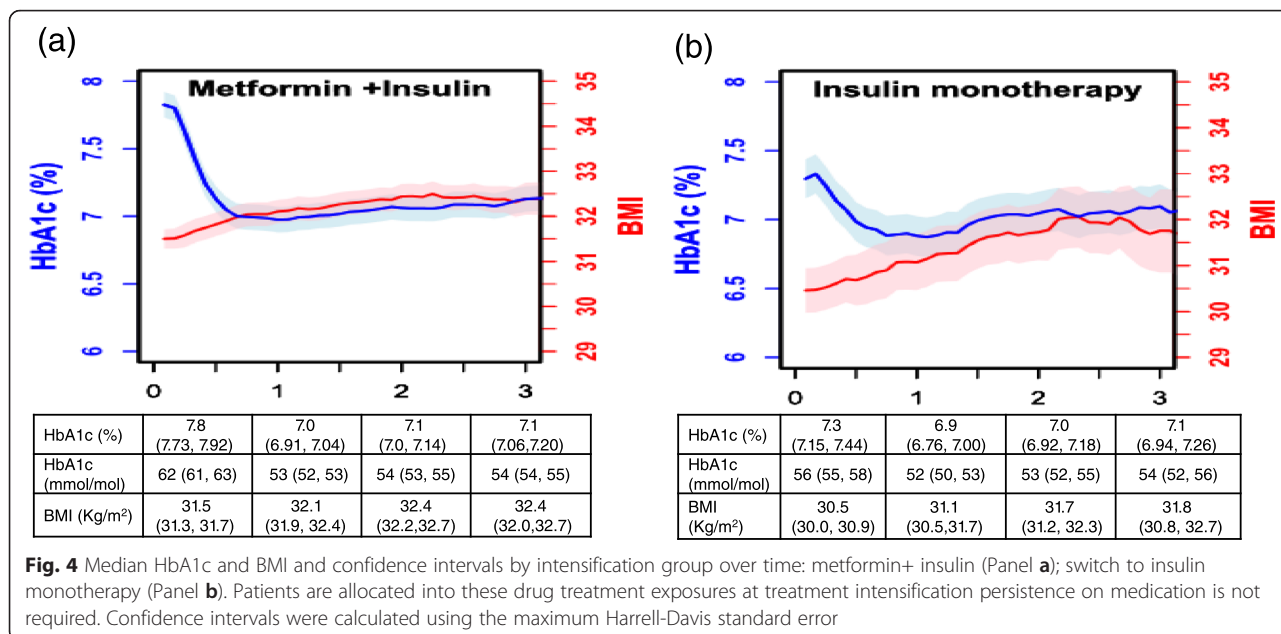 (a)
Metformin +Insulin
HbA1c (%)
8
7.5
7
6.5
6
BMI
35
34
33
32
31
30
29
0 1 2 3
HbA1c (%) 7.8 (7.73, 7.92) 7.0 (6.91, 7.04) 7.1 (7.0, 7.14) 7.1 (7.06,7.20)
HbA1c (mmol/mol) 62 (61, 63) 53 (52, 53) 54 (53, 55) 54 (54, 55)
BMI (Kg/m²) 31.5 (31.3, 31.7) 32.1 (31.9, 32.4) 32.4 (32.2,32.7) 32.4 (32.0,32.7)
(b)
Insulin monotherapy
HbA1c (%)
8
7.5
7
6.5
6
BMI
35
34
33
32
31
30
29
0 1 2 3
HbA1c (%) 7.3 (7.15, 7.44) 6.9 (6.76, 7.00) 7.0 (6.92, 7.18) 7.1 (6.94, 7.26)
HbA1c (mmol/mol) 56 (55, 58) 52 (50, 53) 53 (52, 55) 54 (52, 56)
BMI (Kg/m²) 30.5 (30.0, 30.9) 31.1 (30.5,31.7) 31.7 (31.2, 32.3) 31.8 (30.8, 32.7)
Fig. 4 Median HbA1c and BMI and confidence intervals by intensification group over time: metformin+ insulin (Panel a); switch to insulin
monotherapy (Panel b). Patients are allocated into these drug treatment exposures at treatment intensification persistence on medication is not
required. Confidence intervals were calculated using the maximum Harrell-Davis standard error